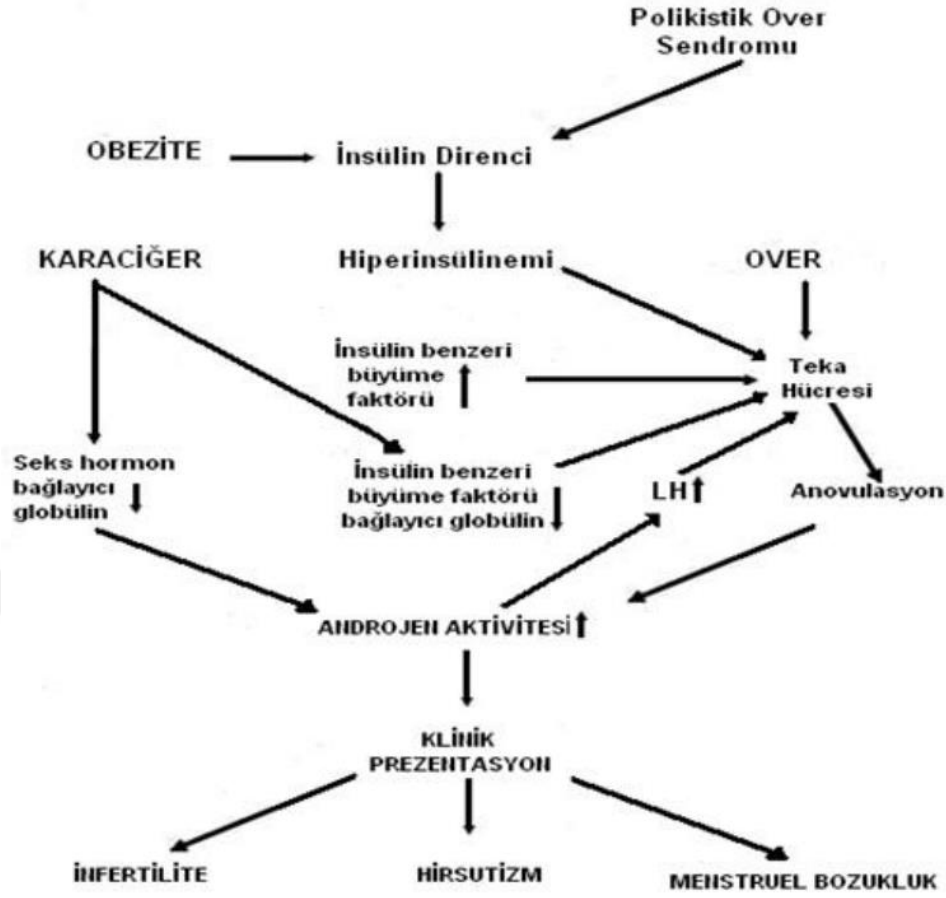 Polikistik Over
Sendromu
OBEZİTE
İnsülin Direnci
KARACİĞER
Hiperinsülinemi
OVER
İnsülin benzeri
büyüme
faktörü
Teka
Hücresi
Seks hormon
bağlayıcı
globülin
İnsülin benzeri
büyüme faktörü
bağlayıcı globülin
LH
Anovulasyon
ANDROJEN AKTİVİTESİ
KLİNİK
PREZENTASYON
İNFERTİLİTE
HİRSUTİZM
MENSTRUEL BOZUKLUK